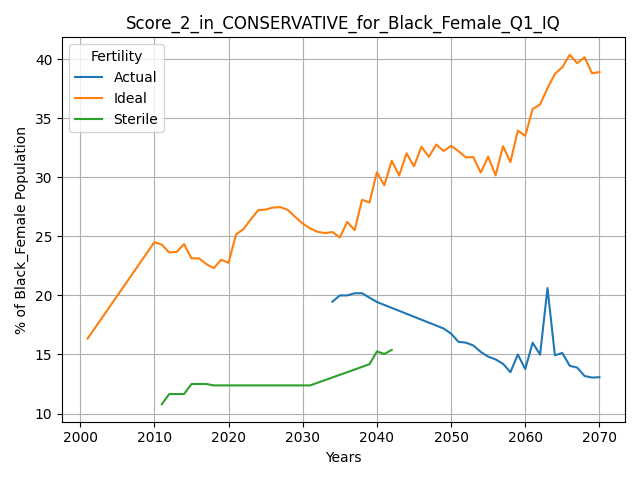 Score_2_in_CONSERVATIVE_for_Black_Female_Q1_IQ
Fertility
Actual
Ideal
Sterile
% of Black_Female Population
40
35
30
25
20
15
10
2000 2010 2020 2030 2040 2050 2060 2070
Years